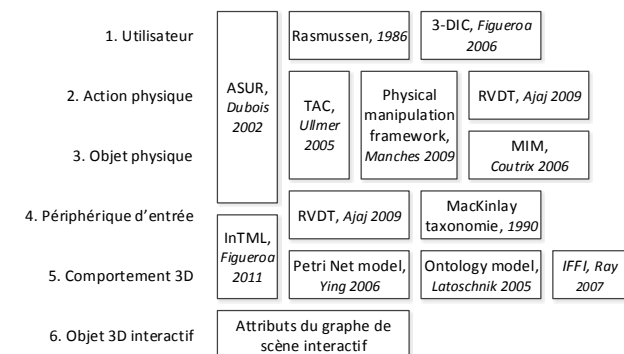 1. Utilisateur
Rasmussen, 1986
3-DIC, Figueroa
2006
ASUR,
Dubois
2002
2. Action physique
TAC,
Ullmer
2005
Physical
manipulation
framework,
Manches 2009
RVDT, Ajaj 2009
3. Objet physique
MIM,
Coutrix 2006
4. Périphérique d'entrée
RVDT, Ajaj 2009
MacKinlay
taxonomie, 1990
InTML,
Figueroa
2011
5. Comportement 3D
Petri Net model,
Ying 2006
Ontology model,
Latoschnik 2005
IFFI, Ray
2007
6. Objet 3D interactif
Attributs du graphe de
scène interactif